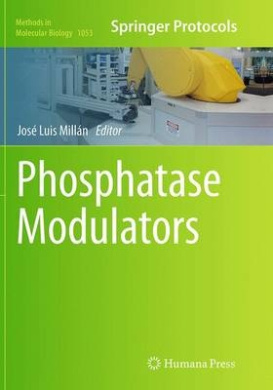 Methods in
Molecular Biology 1053
Springer Protocols
José Luis Millán Editor
Phosphatase
Modulators
Humana Press